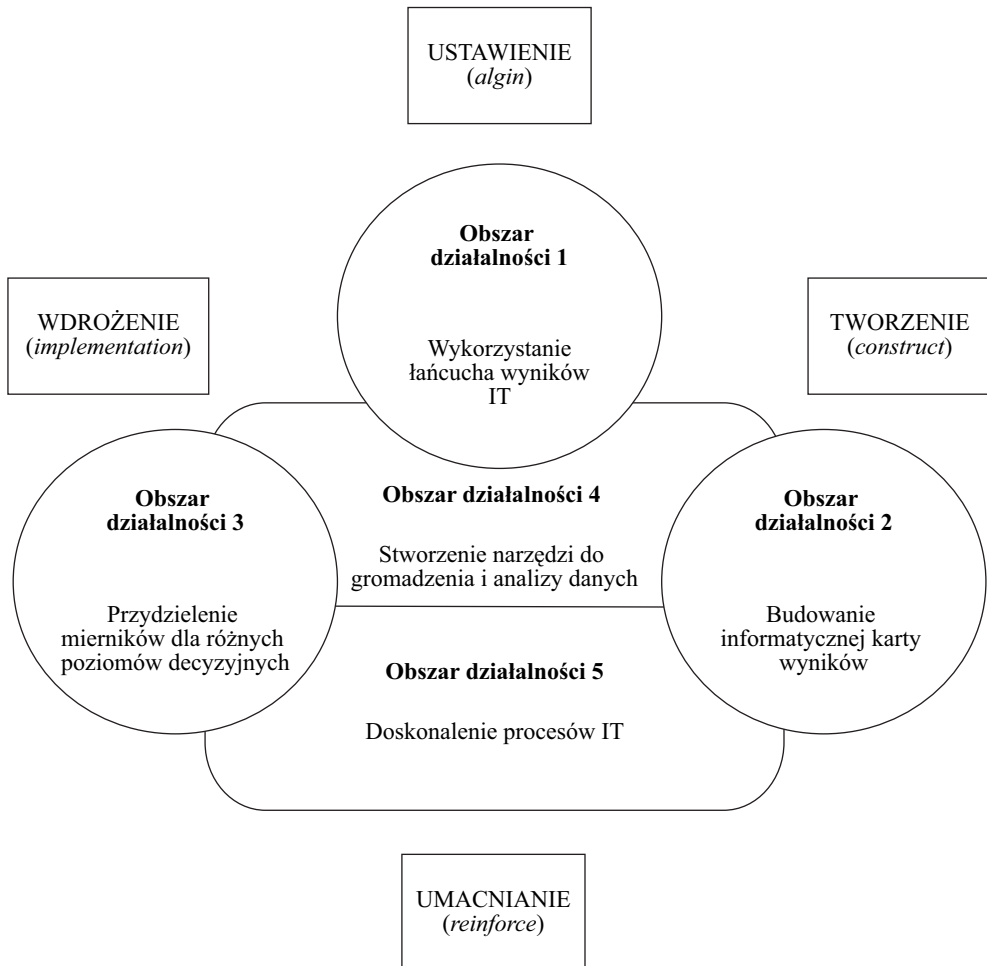 USTAWIENIE
(algin)
Obszar
działalności 1
Wykorzystanie
łańcucha wyników
IT
WDROŻENIE
(implementation)
TWORZENIE
(construct)
Obszar
działalności 3
Przydzielenie
mierników dla różnych
poziomów decyzyjnych
Obszar działalności 4
Stworzenie narzędzi do
gromadzenia i analizy danych
Obszar
działalności 2
Budowanie
informatycznej karty
wyników
Obszar działalności 5
Doskonalenie procesów IT
UMACNIANIE
(reinforce)